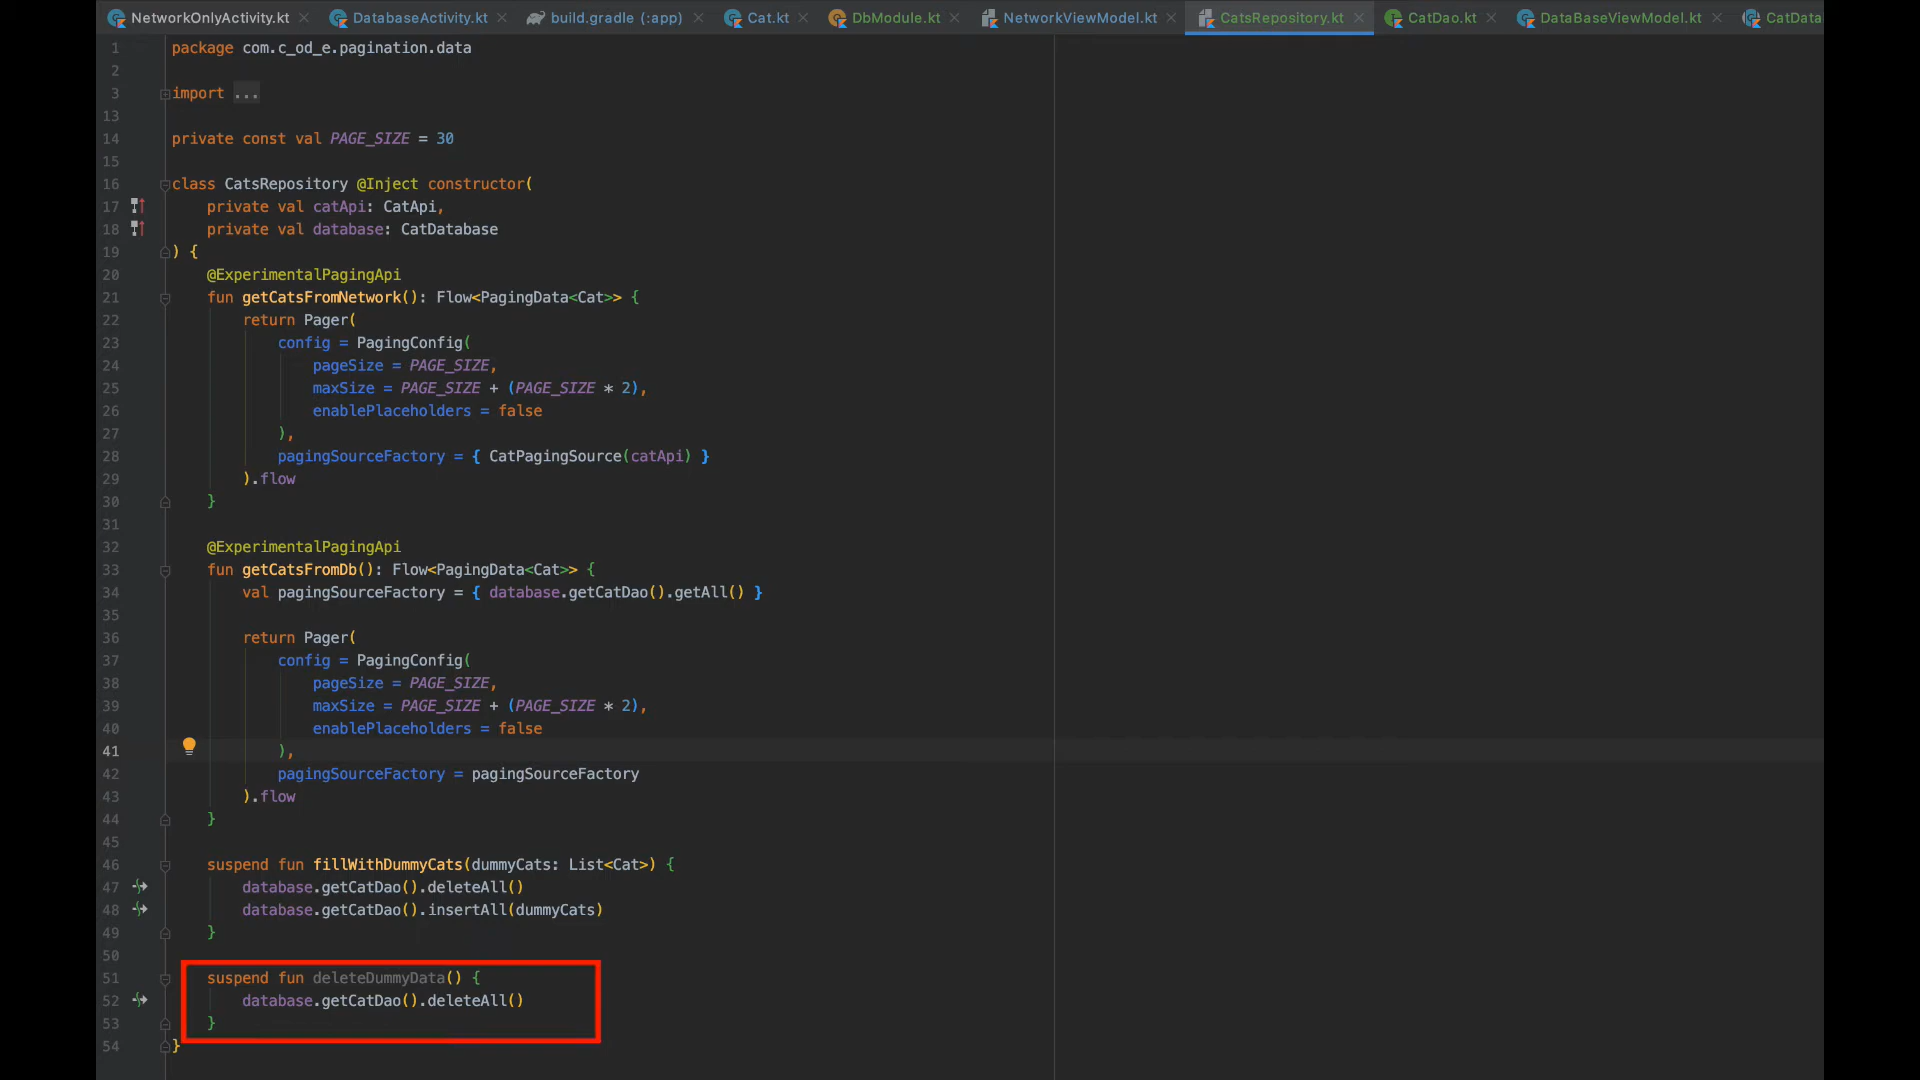 NetworkOnlyActivity.kt DatabaseActivity.kt build.gradle (:app) Cat.kt DbModule.kt NetworkViewModel.kt CatsRepository.kt CatDao.kt DataBaseViewModel.kt CatData
1 package com.c_od_e.pagination.data
2
3 import ...
13
14 private const val PAGE_SIZE = 30
15
16 class CatsRepository @Inject constructor(
17 private val catApi: CatApi,
18 private val database: CatDatabase
19 ) {
20 @ExperimentalPagingApi
21 fun getCatsFromNetwork(): Flow<PagingData<Cat>> {
22 return Pager(
23 config = PagingConfig(
24 pageSize = PAGE_SIZE,
25 maxSize = PAGE_SIZE + (PAGE_SIZE * 2),
26 enablePlaceholders = false
27 ),
28 pagingSourceFactory = { CatPagingSource(catApi) }
29 ).flow
30 }
31
32 @ExperimentalPagingApi
33 fun getCatsFromDb(): Flow<PagingData<Cat>> {
34 val pagingSourceFactory = { database.getCatDao().getAll() }
35
36 return Pager(
37 config = PagingConfig(
38 pageSize = PAGE_SIZE,
39 maxSize = PAGE_SIZE + (PAGE_SIZE * 2),
40 enablePlaceholders = false
41 ),
42 pagingSourceFactory = pagingSourceFactory
43 ).flow
44 }
45
46 suspend fun fillWithDummyCats(dummyCats: List<Cat>) {
47 database.getCatDao().deleteAll()
48 database.getCatDao().insertAll(dummyCats)
49 }
50
51 suspend fun deleteDummyData() {
52 database.getCatDao().deleteAll()
53 }
54 }